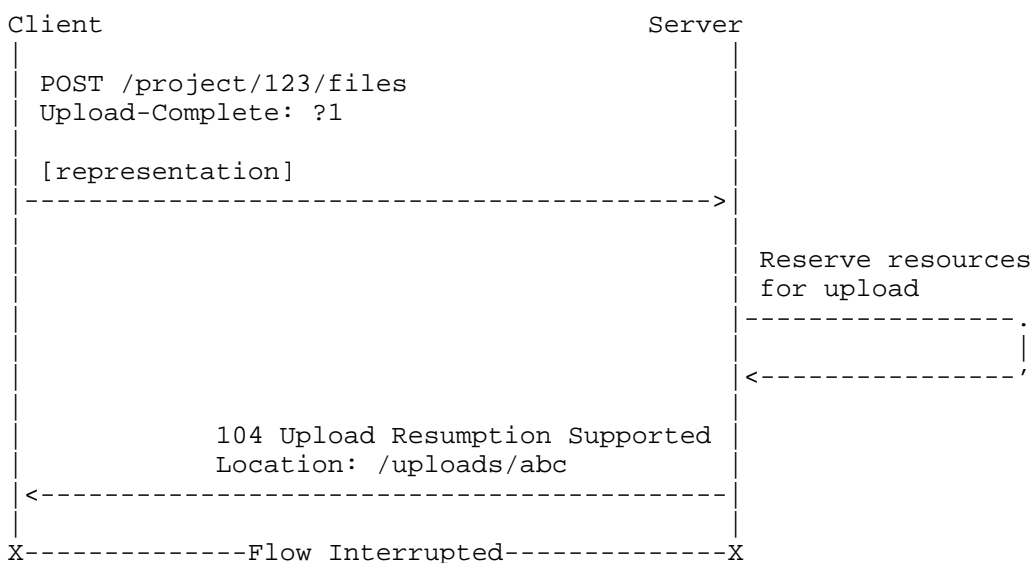 Client Server
POST /project/123/files
Upload-Complete: ?1
[representation]
Reserve resources
for upload
104 Upload Resumption Supported
Location: /uploads/abc
Flow Interrupted